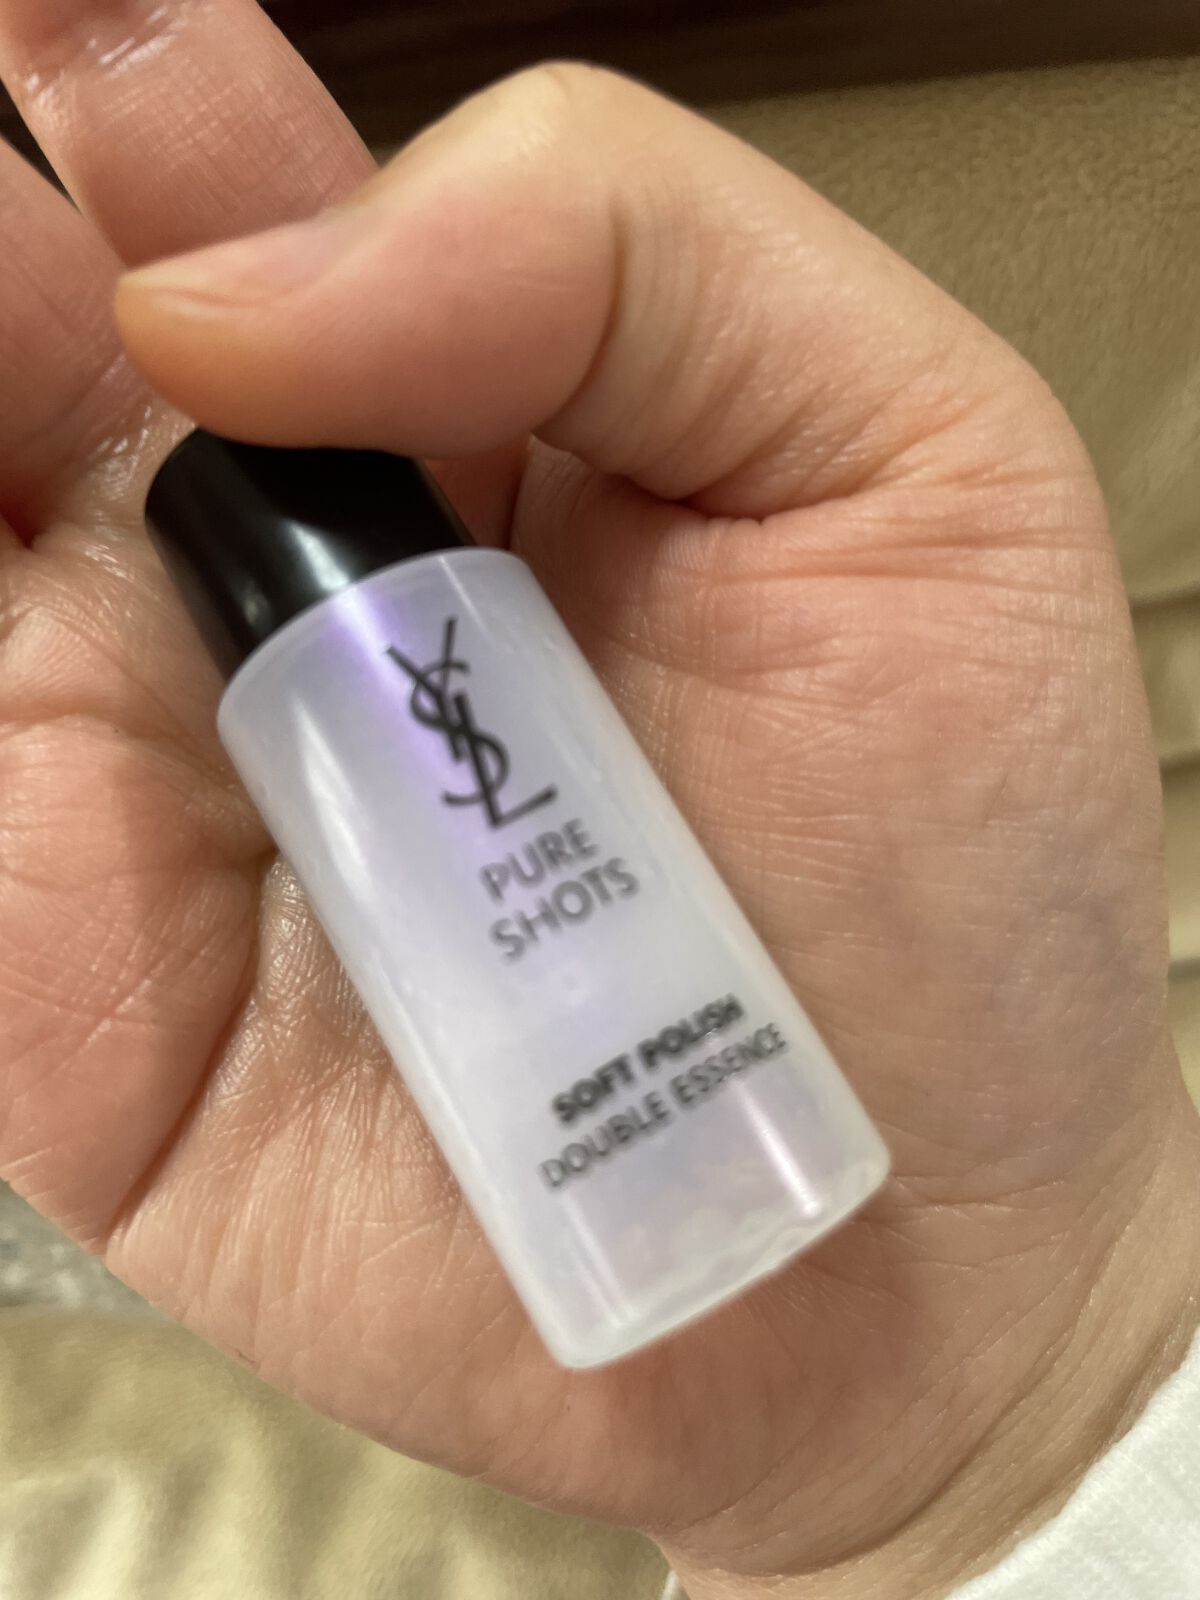 YSL
PURE
SHOTS
SOFT POLISH
DOUBLE ESSENCE